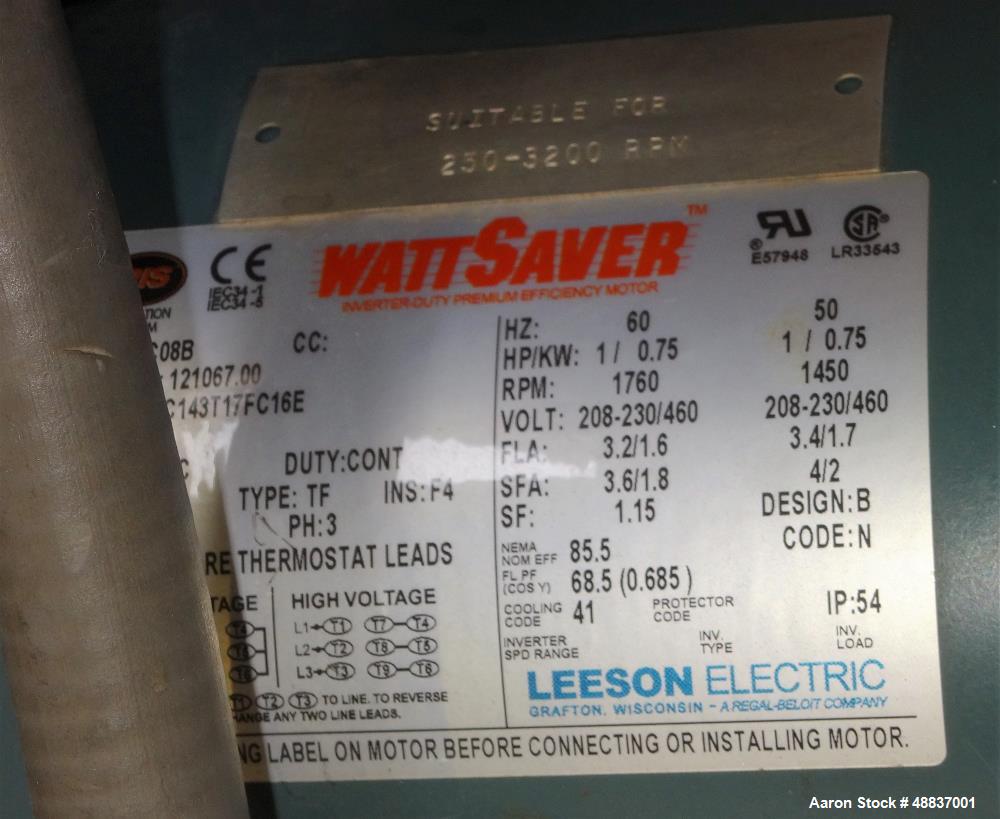 SUITABLE FOR
250-3200 RPM
WATTSAVER™
INVERTER-DUTY PREMIUM EFFICIENCY MOTOR
CE
IEC34-1
IEC34-5
E57948
LR33543
C08B
CC:
121067.00
C143T17FC16E
DUTY:CONT
TYPE: TF INS:F4
PH:3
THERMOSTAT LEADS
HZ: 60 50
HP/KW: 1 / 0.75 1 / 0.75
RPM: 1760 1450
VOLT: 208-230/460 208-230/460
FLA: 3.2/1.6 3.4/1.7
SFA: 3.6/1.8 4/2
SF: 1.15 DESIGN:B
CODE:N
NEMA
NOM EFF 85.5
FL PF
(COS Y) 68.5 (0.685 )
COOLING
CODE 41 PROTECTOR
CODE IP:54
INVERTER
SPD RANGE INV.
TYPE INV.
LOAD
HIGH VOLTAGE
L1 T1 T7 T4
L2 T2 T8 T5
L3 T3 T9 T6
T1 T2 T3 TO LINE. TO REVERSE
ANY TWO LINE LEADS.
LEESON ELECTRIC
GRAFTON, WISCONSIN - A REGAL-BELOIT COMPANY
LABEL ON MOTOR BEFORE CONNECTING OR INSTALLING MOTOR.
Aaron Stock # 48837001